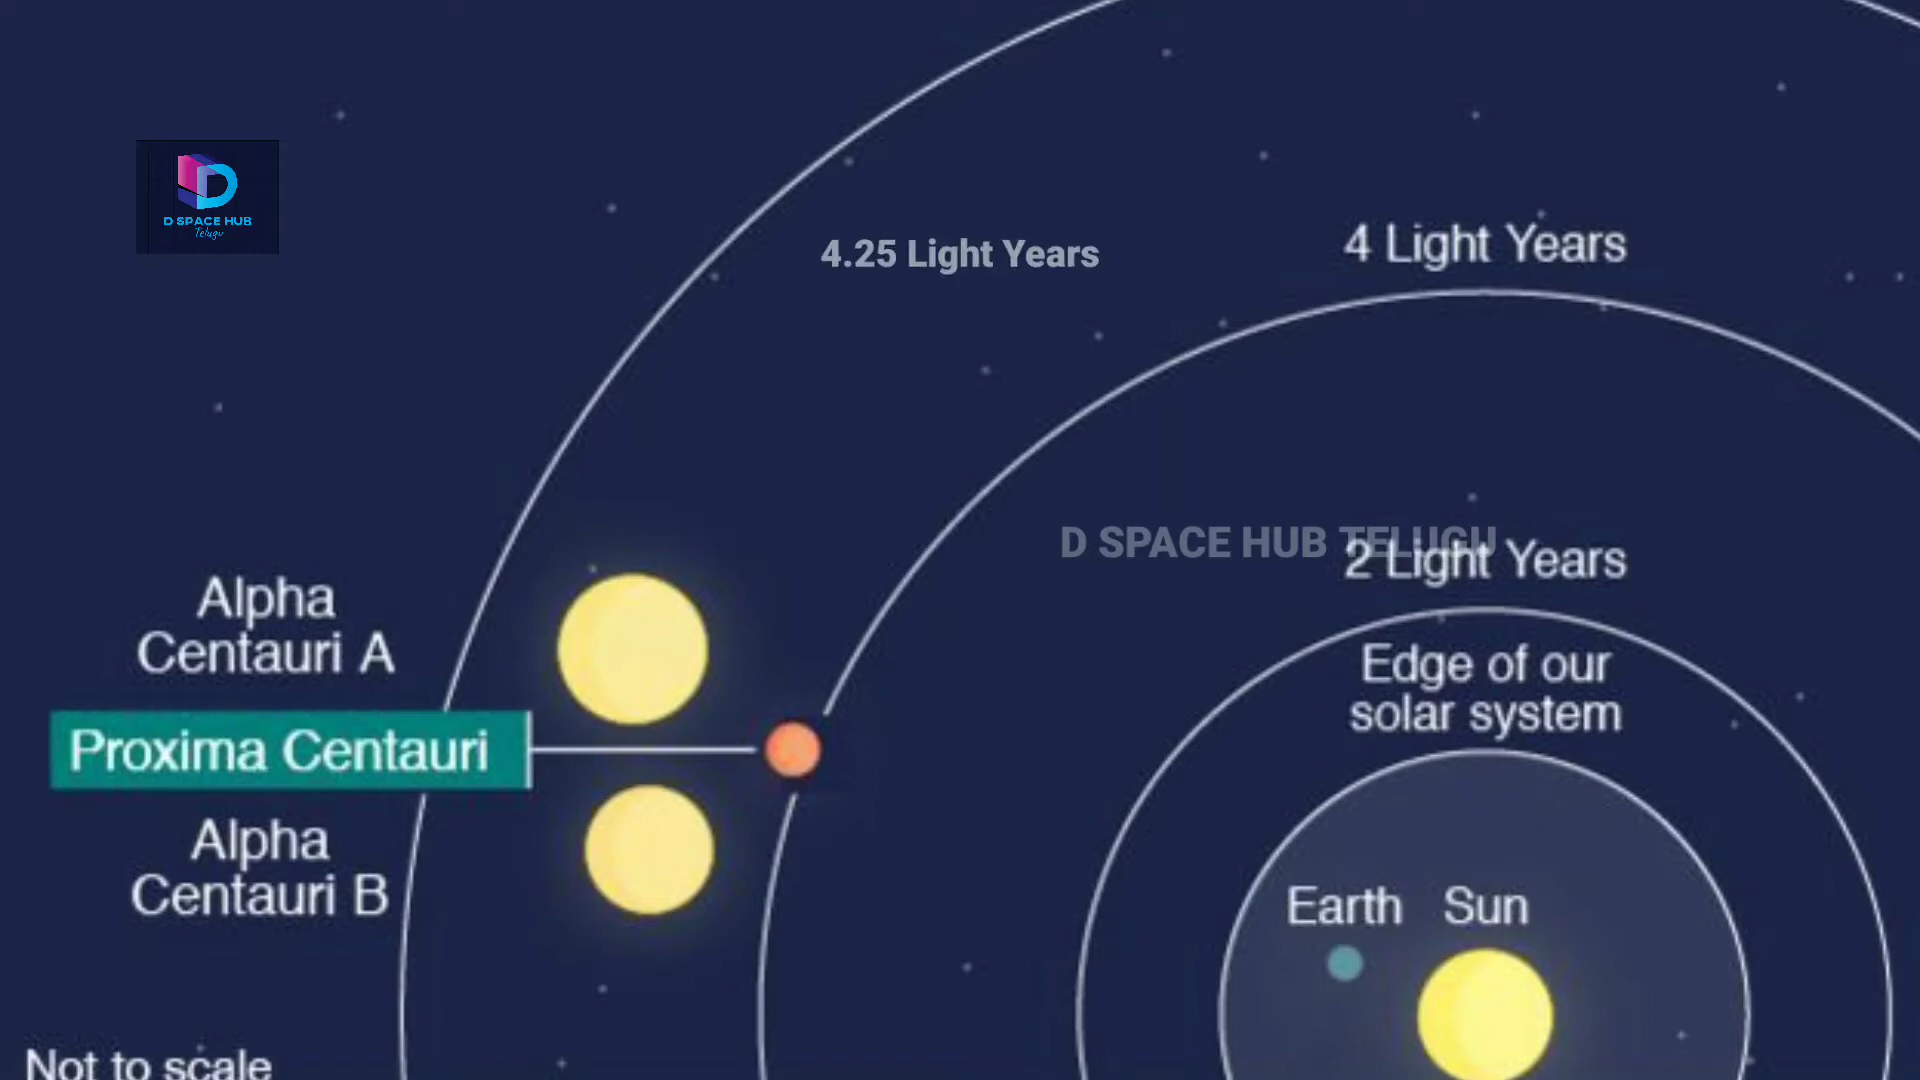 D SPACE HUB
Telugu
4.25 Light Years
4 Light Years
D SPACE HUB TELUGU
2 Light Years
Edge of our
solar system
Alpha
Centauri A
Proxima Centauri
Alpha
Centauri B
Earth
Sun
Not to scale